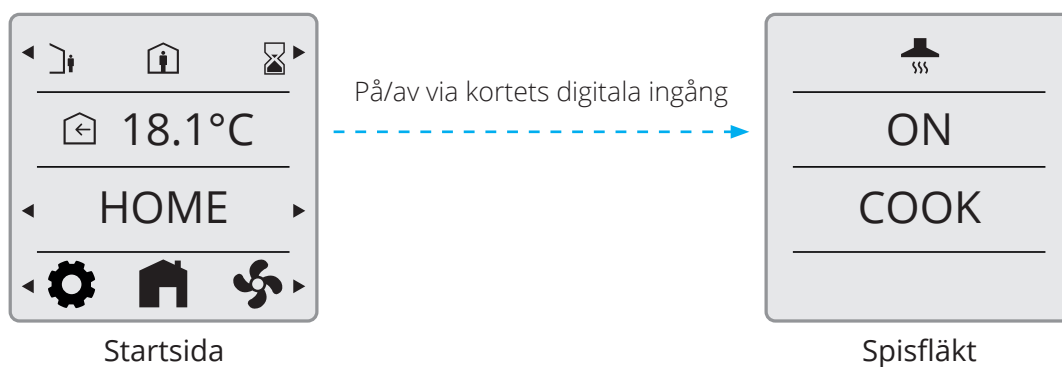 18.1°C
HOME
Startsida
På/av via kortets digitala ingång
ON
COOK
Spisfläkt